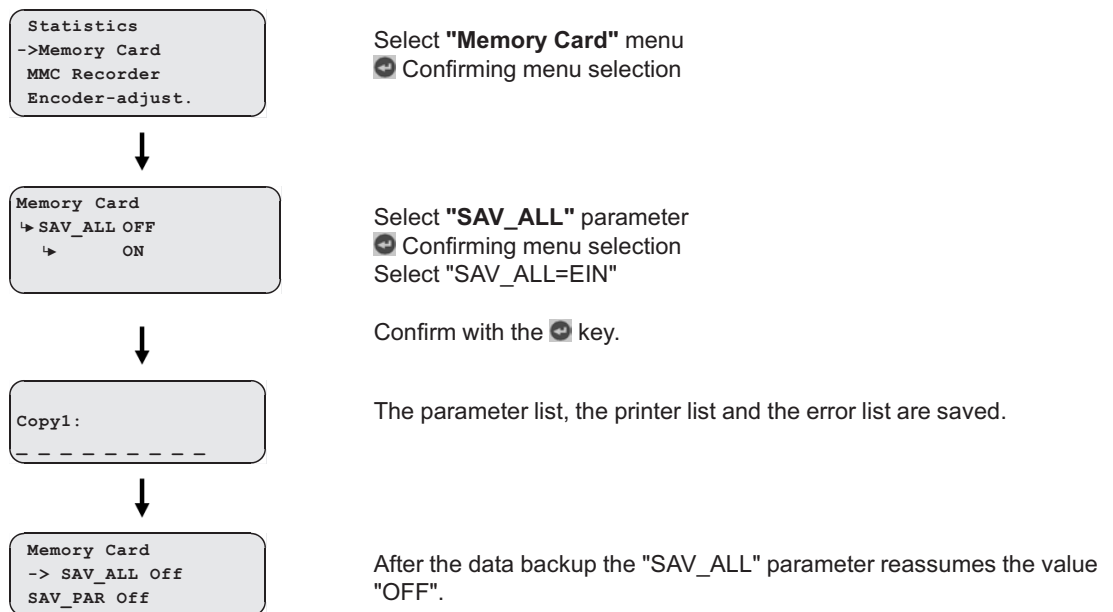 Statistics
->Memory Card
MMC Recorder
Encoder-adjust.
Select "Memory Card" menu
Confirming menu selection
Memory Card
SAV_ALL OFF
ON
Select "SAV_ALL" parameter
Confirming menu selection
Select "SAV_ALL=EIN"
Confirm with the key.
Copy1:
_ _ _ _ _ _ _ _ _
The parameter list, the printer list and the error list are saved.
Memory Card
-> SAV_ALL Off
SAV_PAR Off
After the data backup the "SAV_ALL" parameter reassumes the value
"OFF".